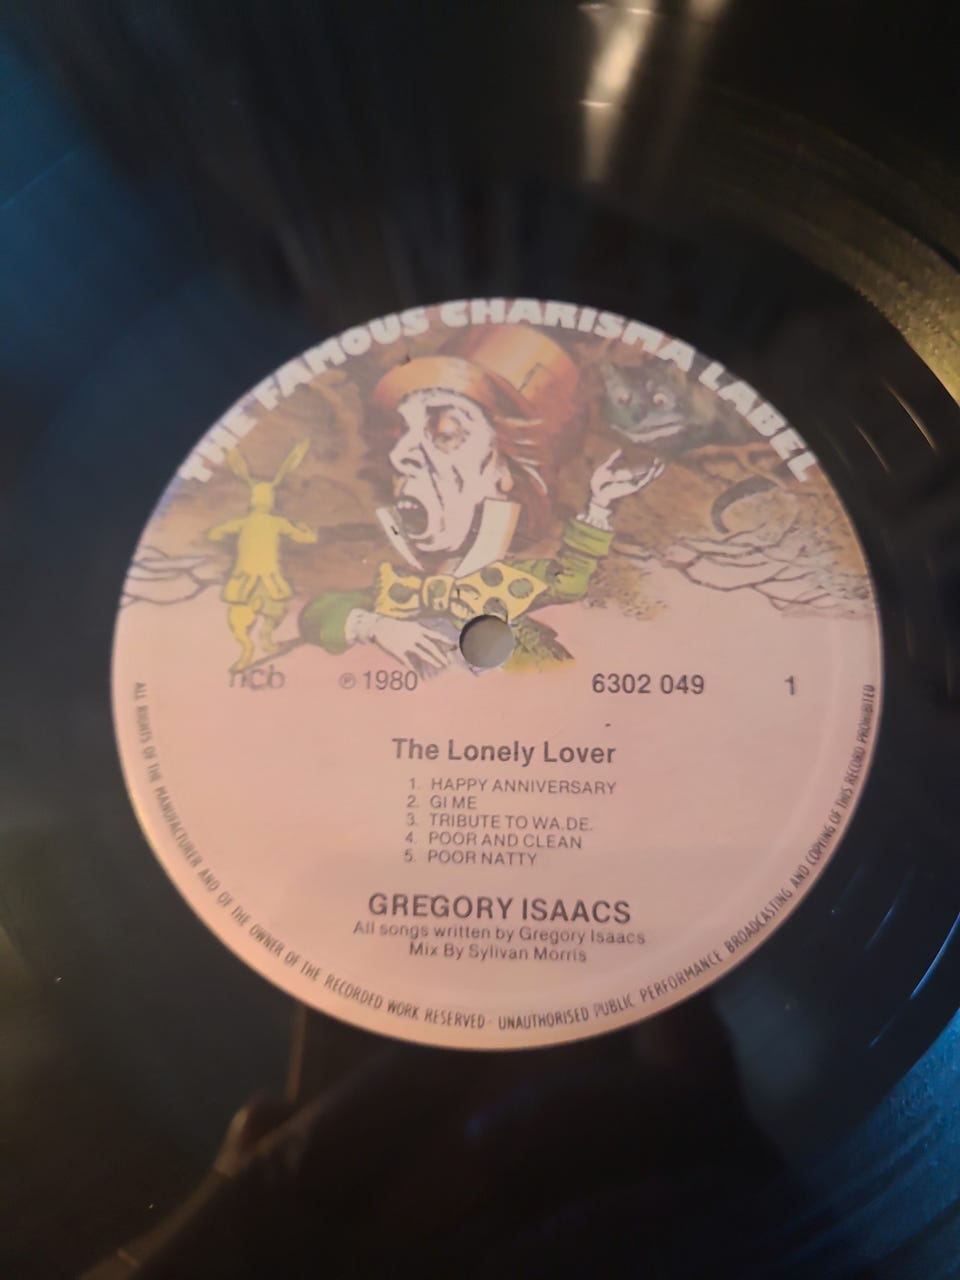 THE FAMOUS CHARISMA LABEL
ncb ℗ 1980 6302 049 1
The Lonely Lover
1. HAPPY ANNIVERSARY
2. GI ME
3. TRIBUTE TO WA.DE.
4. POOR AND CLEAN
5. POOR NATTY
GREGORY ISAACS
All songs written by Gregory Isaacs
Mix By Sylivan Morris
ALL RIGHTS OF THE MANUFACTURER AND OF THE OWNER OF THE RECORDED WORK RESERVED · UNAUTHORISED PUBLIC PERFORMANCE BROADCASTING AND COPYING OF THIS RECORD PROHIBITED